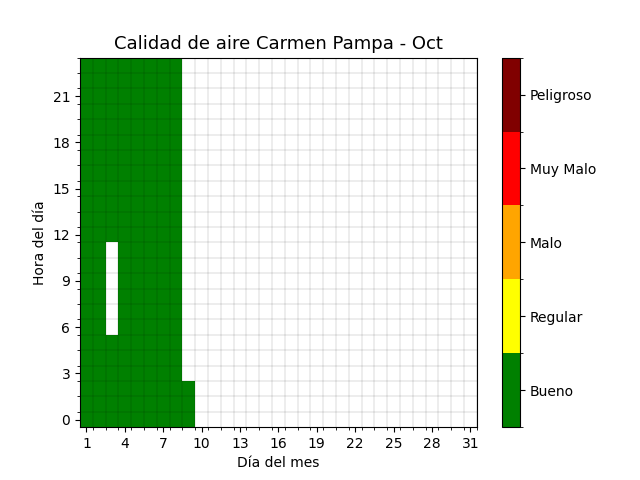 Calidad de aire Carmen Pampa - Oct
21
18
15
12
9
6
3
0
Hora del día
1 4 7 10 13 16 19 22 25 28 31
Día del mes
Peligroso
Muy Malo
Malo
Regular
Bueno